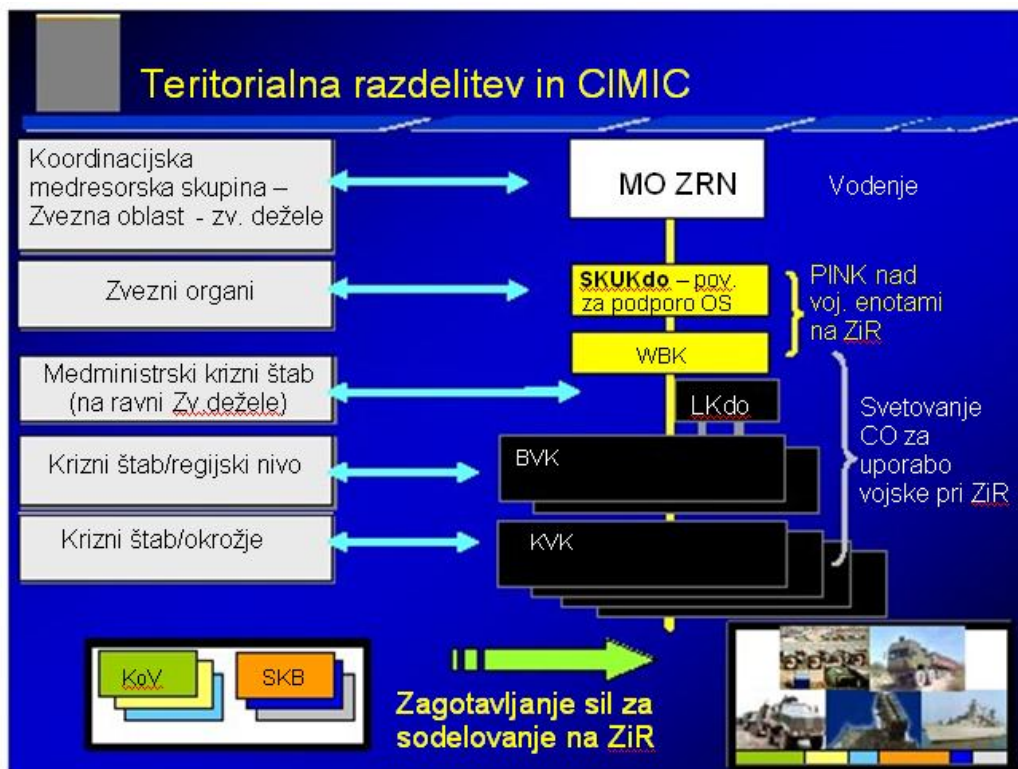 Teritorialna razdelitev in CIMIC
Koordinacijska
medresorska skupina –
Zvezna oblast - zv. dežele
MO ZRN
Vodenje
Zvezni organi
SKUKdo – pov.
za podporo OS
PINK nad
voj. enotami
na ZiR
WBK
Medministrski krizni štab
(na ravni Zv.dežele)
LKdo
Svetovanje
CO za
uporabo
vojske pri ZiR
Krizni štab/regijski nivo
BVK
Krizni štab/okrožje
KVK
KoV
SKB
Zagotavljanje sil za
sodelovanje na ZiR